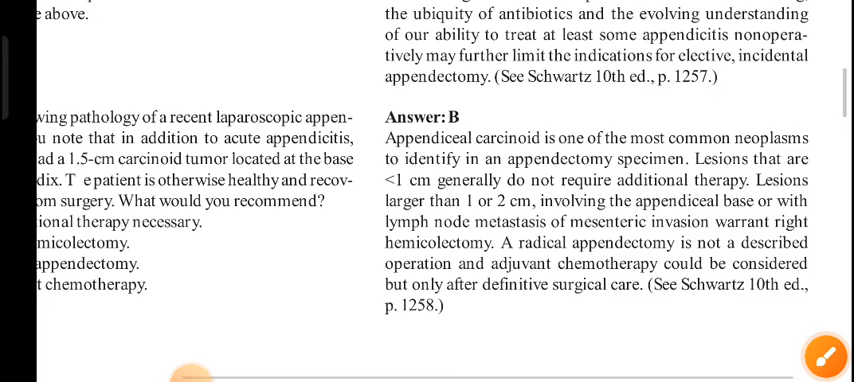 e above.
wing pathology of a recent laparoscopic appen-
u note that in addition to acute appendicitis,
ad a 1.5-cm carcinoid tumor located at the base
dix. T e patient is otherwise healthy and recov-
om surgery. What would you recommend?
ional therapy necessary.
micolectomy.
appendectomy.
t chemotherapy.
the ubiquity of antibiotics and the evolving understanding
of our ability to treat at least some appendicitis nonopera-
tively may further limit the indications for elective, incidental
appendectomy. (See Schwartz 10th ed., p. 1257.)
Answer: B
Appendiceal carcinoid is one of the most common neoplasms
to identify in an appendectomy specimen. Lesions that are
<1 cm generally do not require additional therapy. Lesions
larger than 1 or 2 cm, involving the appendiceal base or with
lymph node metastasis of mesenteric invasion warrant right
hemicolectomy. A radical appendectomy is not a described
operation and adjuvant chemotherapy could be considered
but only after definitive surgical care. (See Schwartz 10th ed.,
p. 1258.)